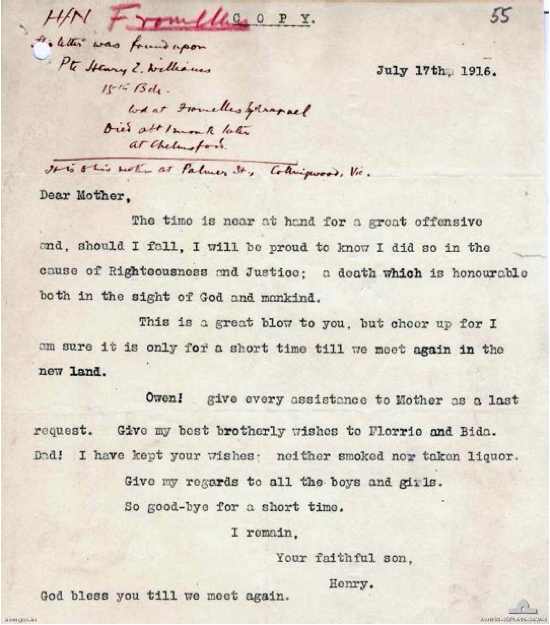 H/N Fromelles C O P Y. 55
letter was found upon
Pte Henry Z. Williams
July 17th, 1916.
15th Bde.
Wd at Fromelles by shrapnel
Died abt 1 month later
at Chelmsford.
It is to his mother at Palmer St., Collingwood, Vic.
Dear Mother,
The time is near at hand for a great offensive
and, should I fall, I will be proud to know I did so in the
cause of Righteousness and Justice; a death which is honourable
both in the sight of God and mankind.
This is a great blow to you, but cheer up for I
am sure it is only for a short time till we meet again in the
new land.
Owen! give every assistance to Mother as a last
request. Give my best brotherly wishes to Florrie and Bida.
Dad! I have kept your wishes; neither smoked nor taken liquor.
Give my regards to all the boys and girls.
So good-bye for a short time.
I remain,
Your faithful son,
Henry.
God bless you till we meet again.